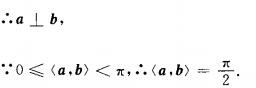 ∴a ⊥ b,
∵0 ≤ ⟨a,b⟩ < π,∴⟨a,b⟩ = π/2.